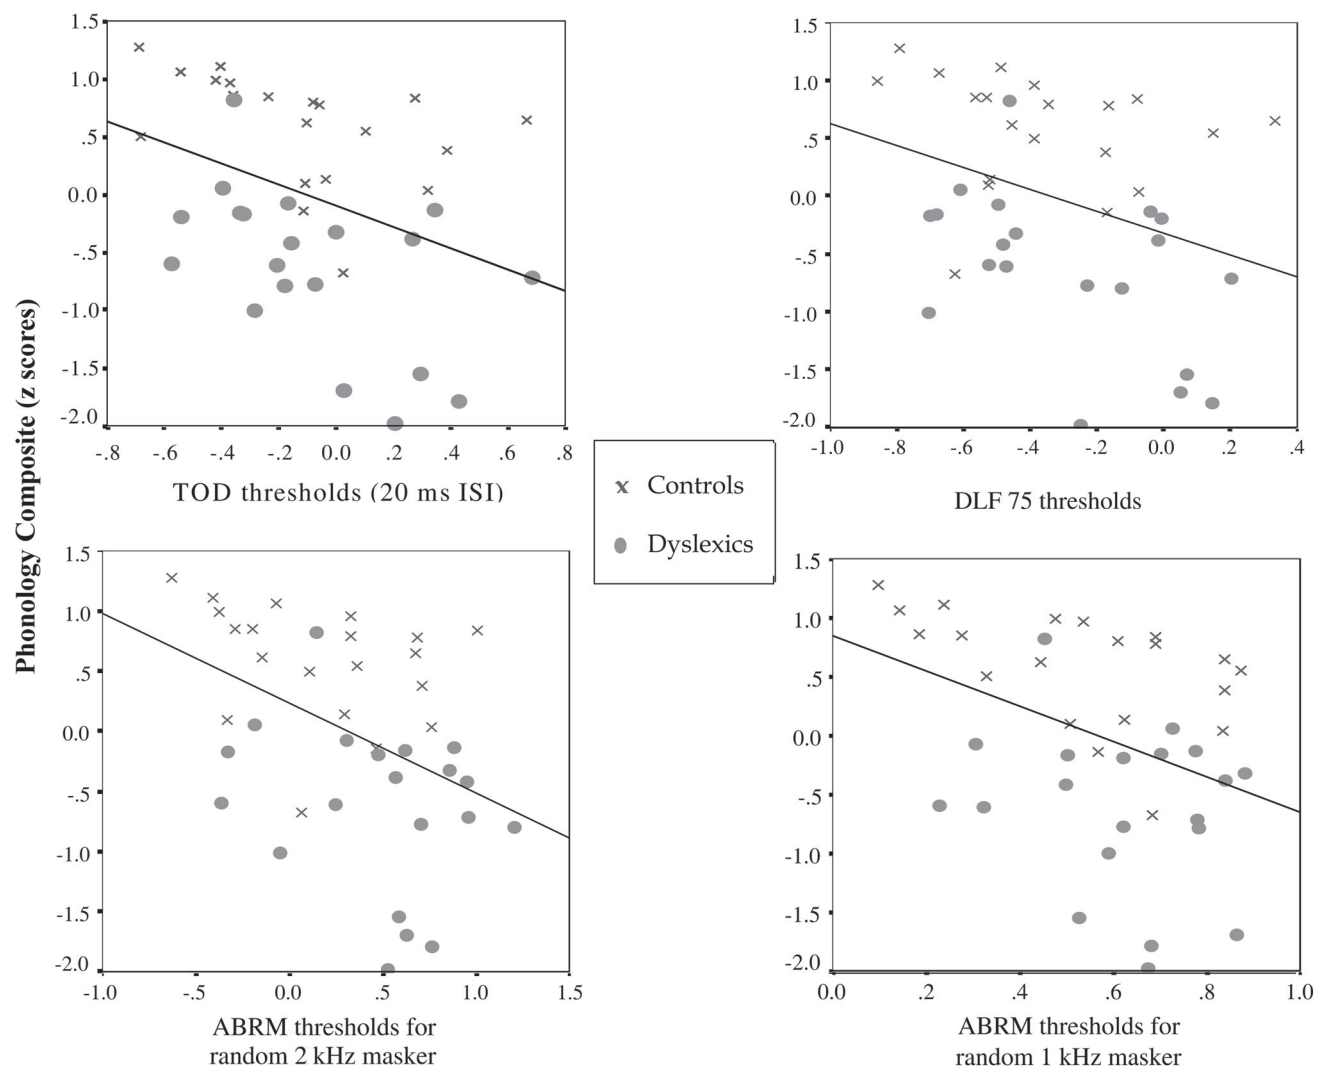 Phonology Composite (z scores)
1.5
1.0
.5
0.0
-.5
-1.0
-1.5
-2.0
-.8 -.6 -.4 -.2 0.0 .2 .4 .6 .8
TOD thresholds (20 ms ISI)
1.5
1.0
.5
0.0
-.5
-1.0
-1.5
-2.0
-1.0 -.8 -.6 -.4 -.2 0.0 .2 .4
DLF 75 thresholds
x Controls
Dyslexics
1.5
1.0
.5
0.0
-.5
-1.0
-1.5
-2.0
-1.0 -.5 0.0 .5 1.0 1.5
ABRM thresholds for
random 2 kHz masker
1.5
1.0
.5
0.0
-.5
-1.0
-1.5
-2.0
0.0 .2 .4 .6 .8 1.0
ABRM thresholds for
random 1 kHz masker